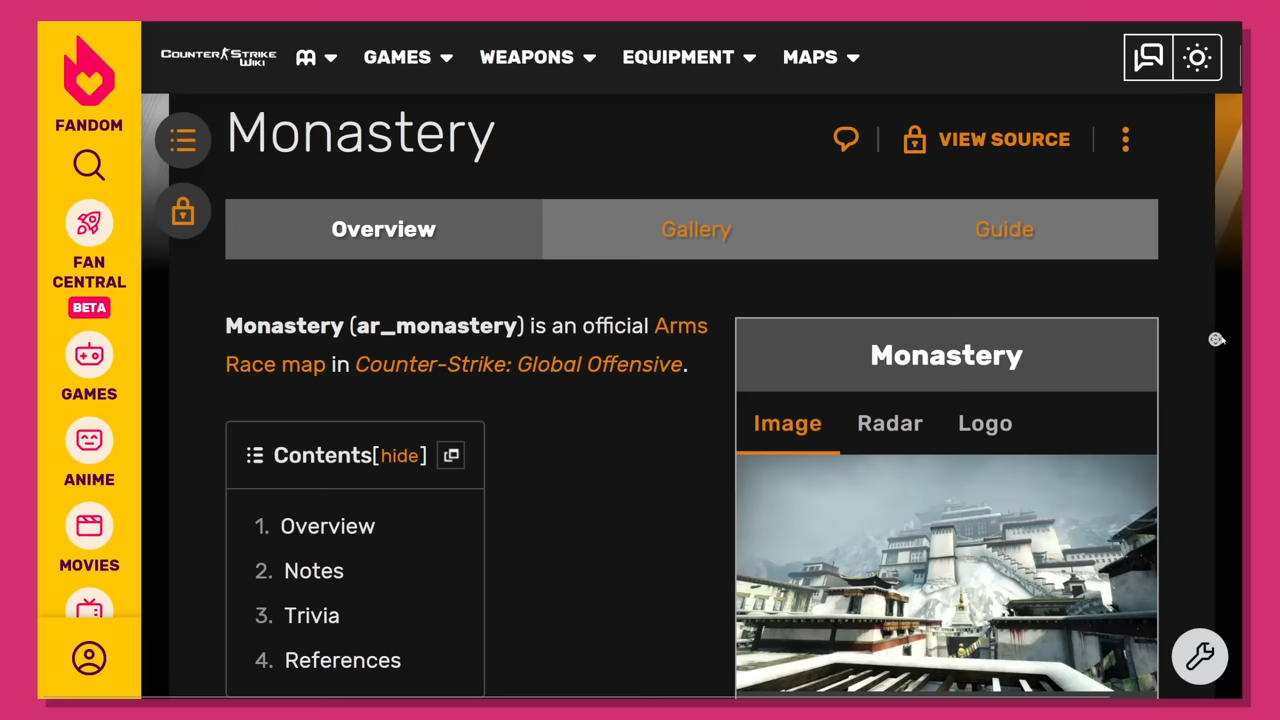 COUNTER STRIKE WIKI
GAMES
WEAPONS
EQUIPMENT
MAPS
FANDOM
FAN
CENTRAL
BETA
GAMES
ANIME
MOVIES
Monastery
VIEW SOURCE
Overview
Gallery
Guide
Monastery (ar_monastery) is an official Arms
Race map in Counter-Strike: Global Offensive.
Contents[hide]
1. Overview
2. Notes
3. Trivia
4. References
Monastery
Image
Radar
Logo